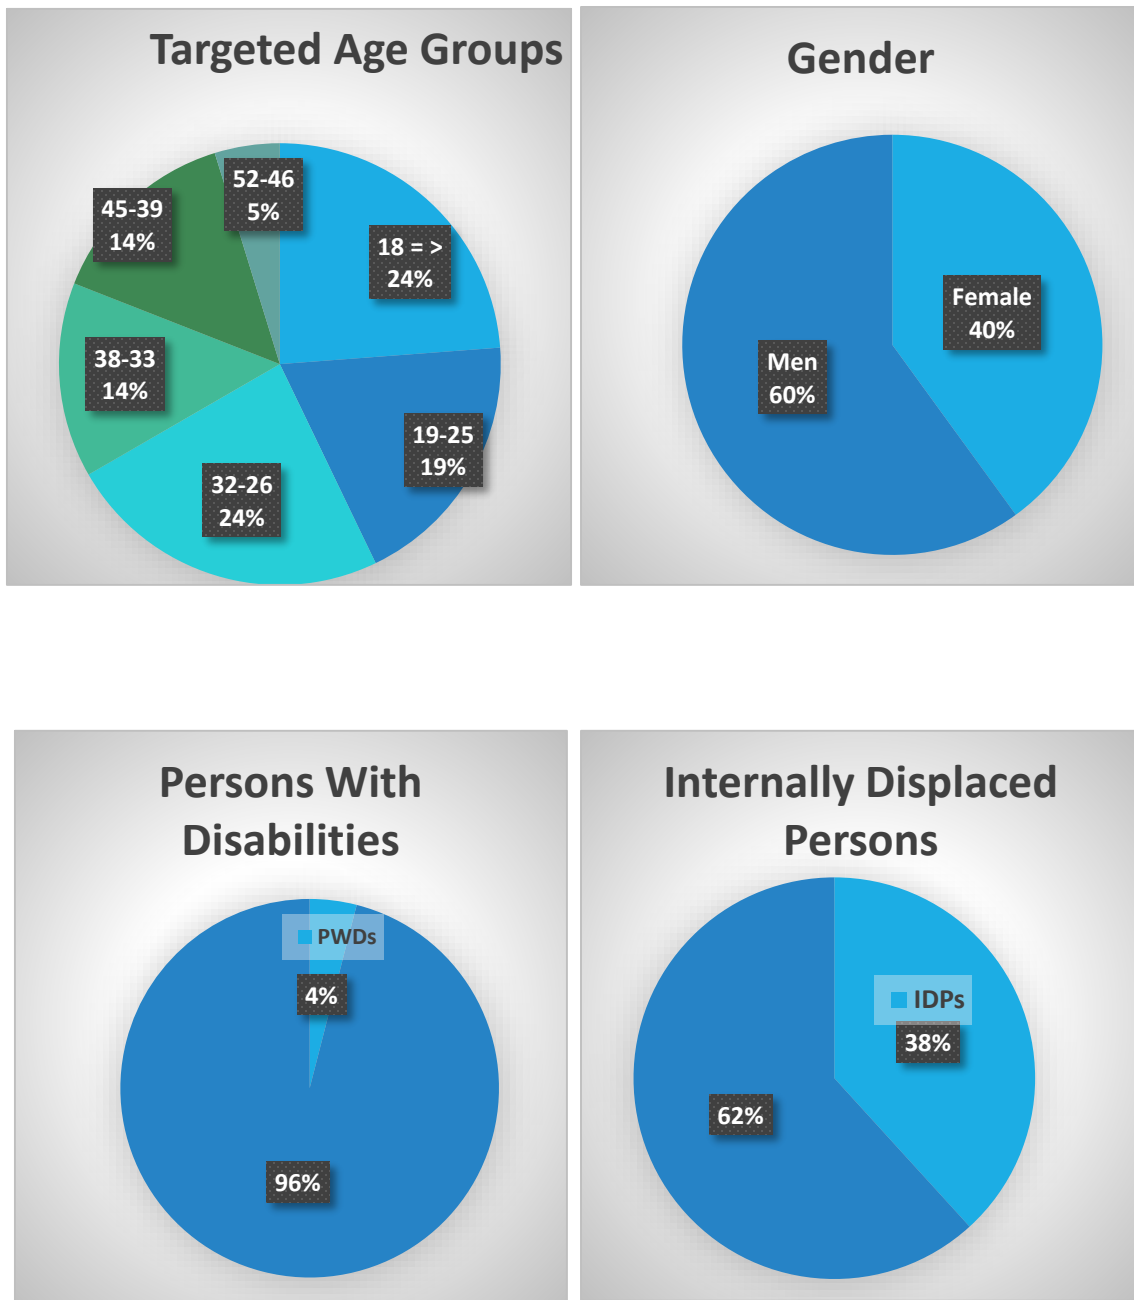 Targeted Age Groups
52-46
5%
45-39
14%
18 = >
24%
38-33
14%
19-25
19%
32-26
24%
Gender
Female
40%
Men
60%
Persons With
Disabilities
PWDs
4%
96%
Internally Displaced
Persons
IDPs
38%
62%